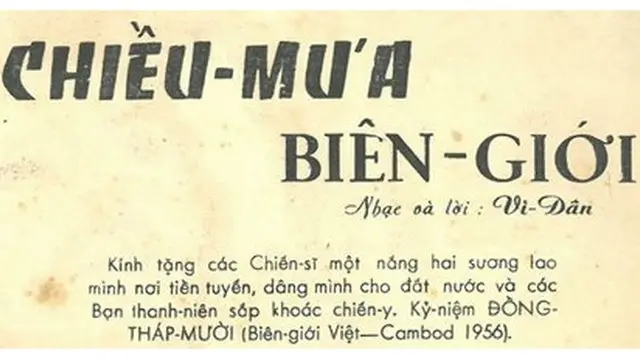 CHIỀU-MƯA
BIÊN-GIỚI
Nhạc và lời : Vi-Dân
Kính tặng các Chiến-sĩ một nắng hai sương lao
mình nơi tiền tuyến, dâng mình cho đất nước và các
Bạn thanh-niên sắp khoác chiến-y. Kỷ-niệm ĐỒNG-
THÁP-MƯỜI (Biên-giới Việt—Cambod 1956).